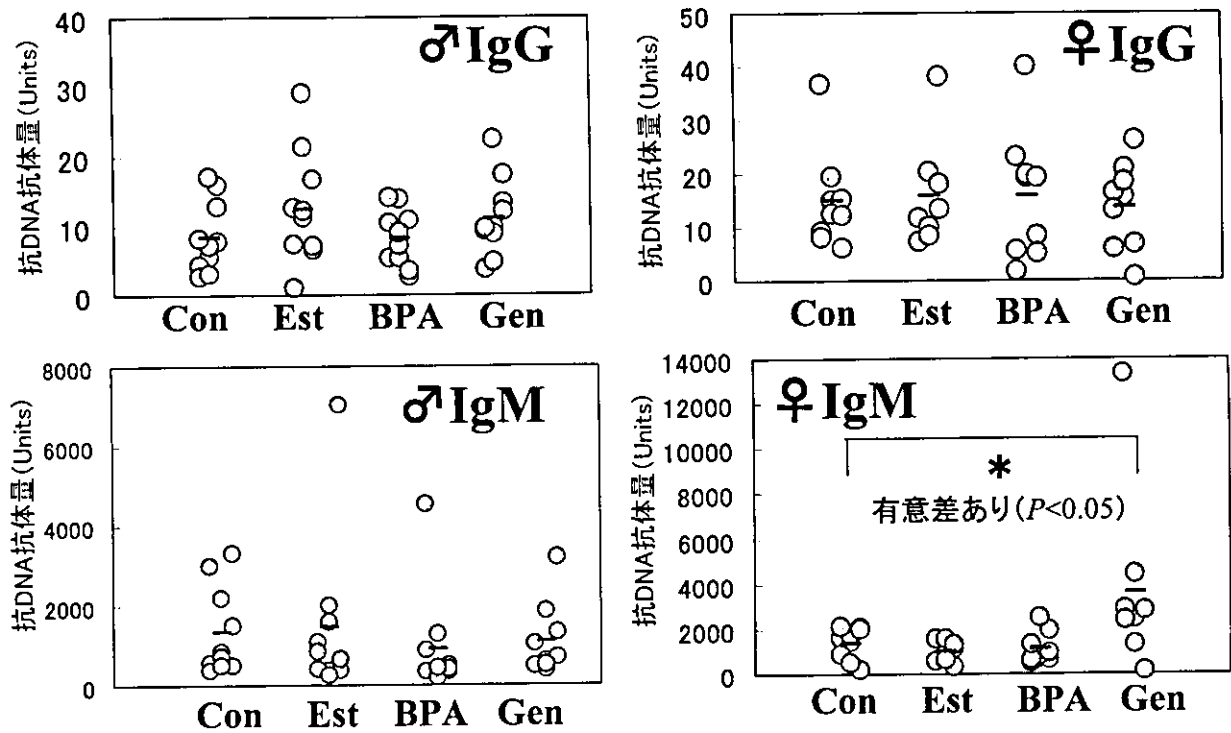 抗DNA抗体量(Units)
40
30
20
10
0
♂IgG
Con Est BPA Gen
抗DNA抗体量(Units)
50
40
30
20
10
0
♀IgG
Con Est BPA Gen
抗DNA抗体量(Units)
8000
6000
4000
2000
0
♂IgM
Con Est BPA Gen
抗DNA抗体量(Units)
14000
12000
10000
8000
6000
4000
2000
0
♀IgM
*
有意差あり(P<0.05)
Con Est BPA Gen